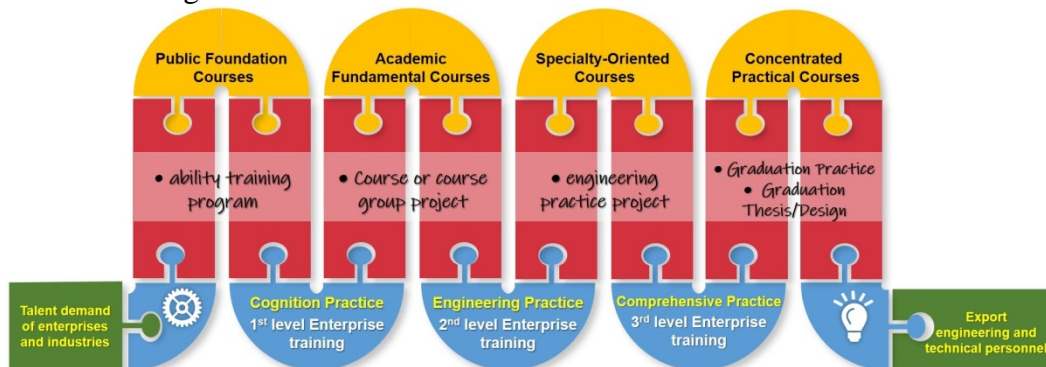 Public Foundation
Courses
Academic
Fundamental Courses
Specialty-Oriented
Courses
Concentrated
Practical Courses
• ability training
program
• Course or course
group project
• engineering
practice project
• Graduation Practice
• Graduation
Thesis/Design
Talent demand
of enterprises
and industries
Cognition Practice
1st level Enterprise
training
Engineering Practice
2nd level Enterprise
training
Comprehensive Practice
3rd level Enterprise
training
Export
engineering and
technical personnel